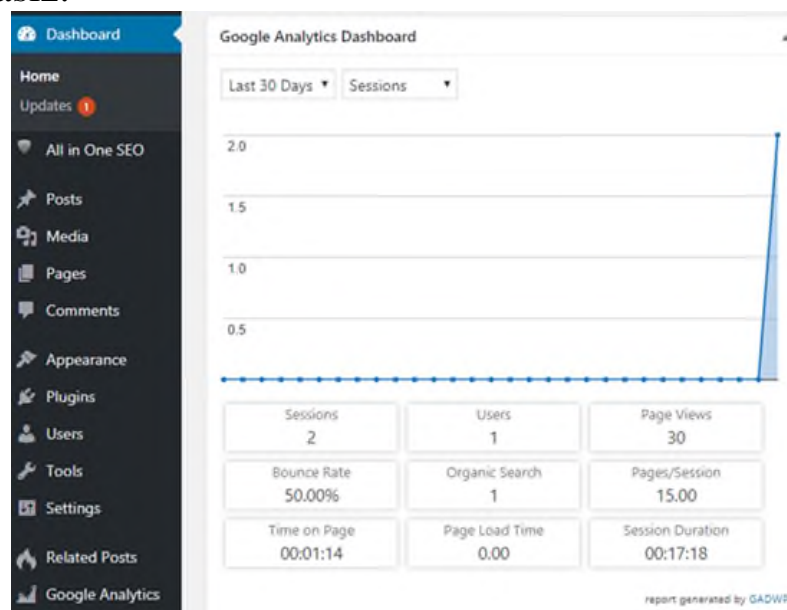 Dashboard
Home
Updates 1
All in One SEO
Posts
Media
Pages
Comments
Appearance
Plugins
Users
Tools
Settings
Related Posts
Google Analytics
Google Analytics Dashboard
Last 30 Days Sessions
2.0
1.5
1.0
0.5
Sessions Users Page Views
2 1 30
Bounce Rate Organic Search Pages/Session
50.00% 1 15.00
Time on Page Page Load Time Session Duration
00:01:14 0.00 00:17:18
report generated by GADWP